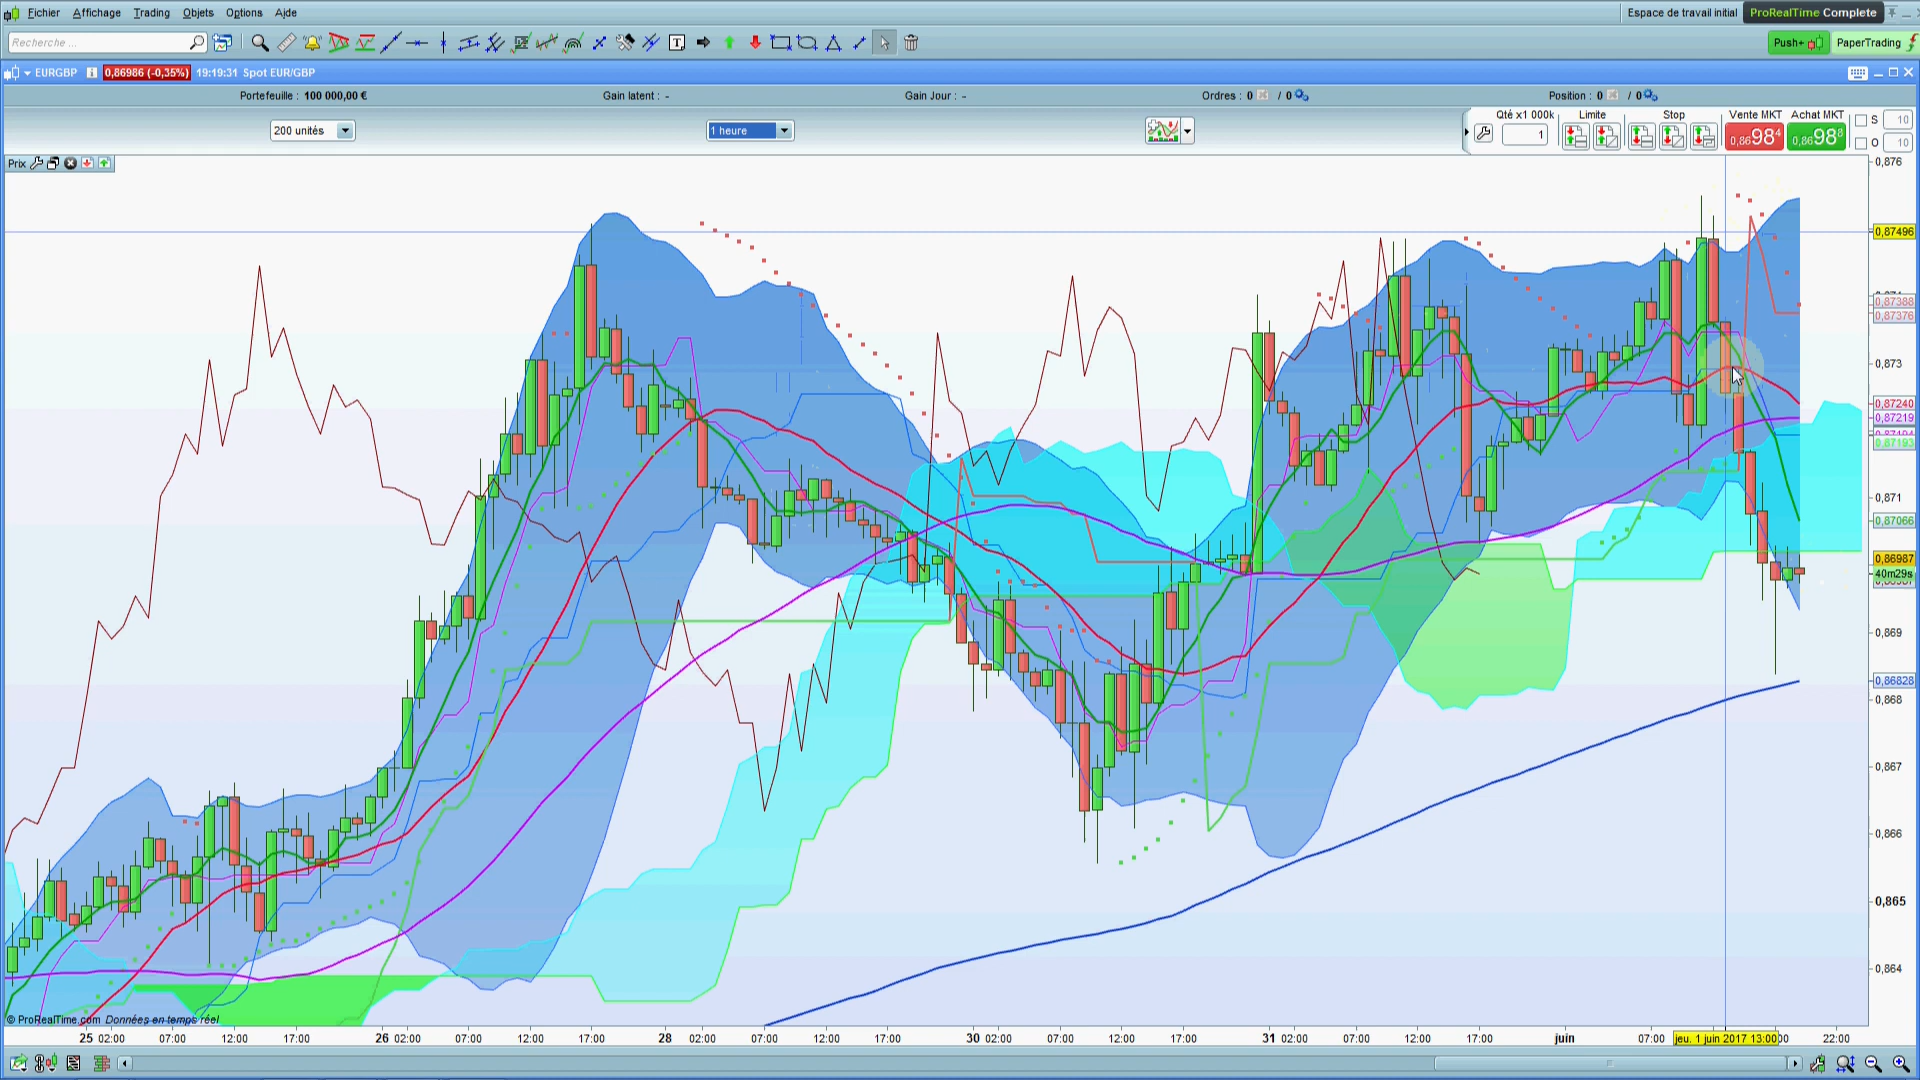 Fichier Affichage Trading Objets Options Aide
Espace de travail initial ProRealTime Complete
Recherche ...
Push+ PaperTrading
EURGBP 0,86986 (-0,35%) 19:19:31 Spot EUR/GBP
Portefeuille : 100 000,00 € Gain latent : - Gain Jour : - Ordres : 0 / 0 Position : 0 / 0
Qté x1 000k Limite Stop Vente MKT Achat MKT S 10
200 unités 1 heure 1 0,86984 0,86988 O 10
Prix
0,876
0,87496
0,87388
0,87376
0,873
0,87240
0,87219
0,87193
0,871
0,87066
0,86987
40m29s
0,869
0,86828
0,868
0,867
0,866
0,865
0,864
© ProRealTime.com Données en temps réel
25 02:00 07:00 12:00 17:00 26 02:00 07:00 12:00 17:00 28 02:00 07:00 12:00 17:00 30 02:00 07:00 12:00 17:00 31 02:00 07:00 12:00 17:00 juin 07:00 jeu. 1 juin 2017 13:00 22:00